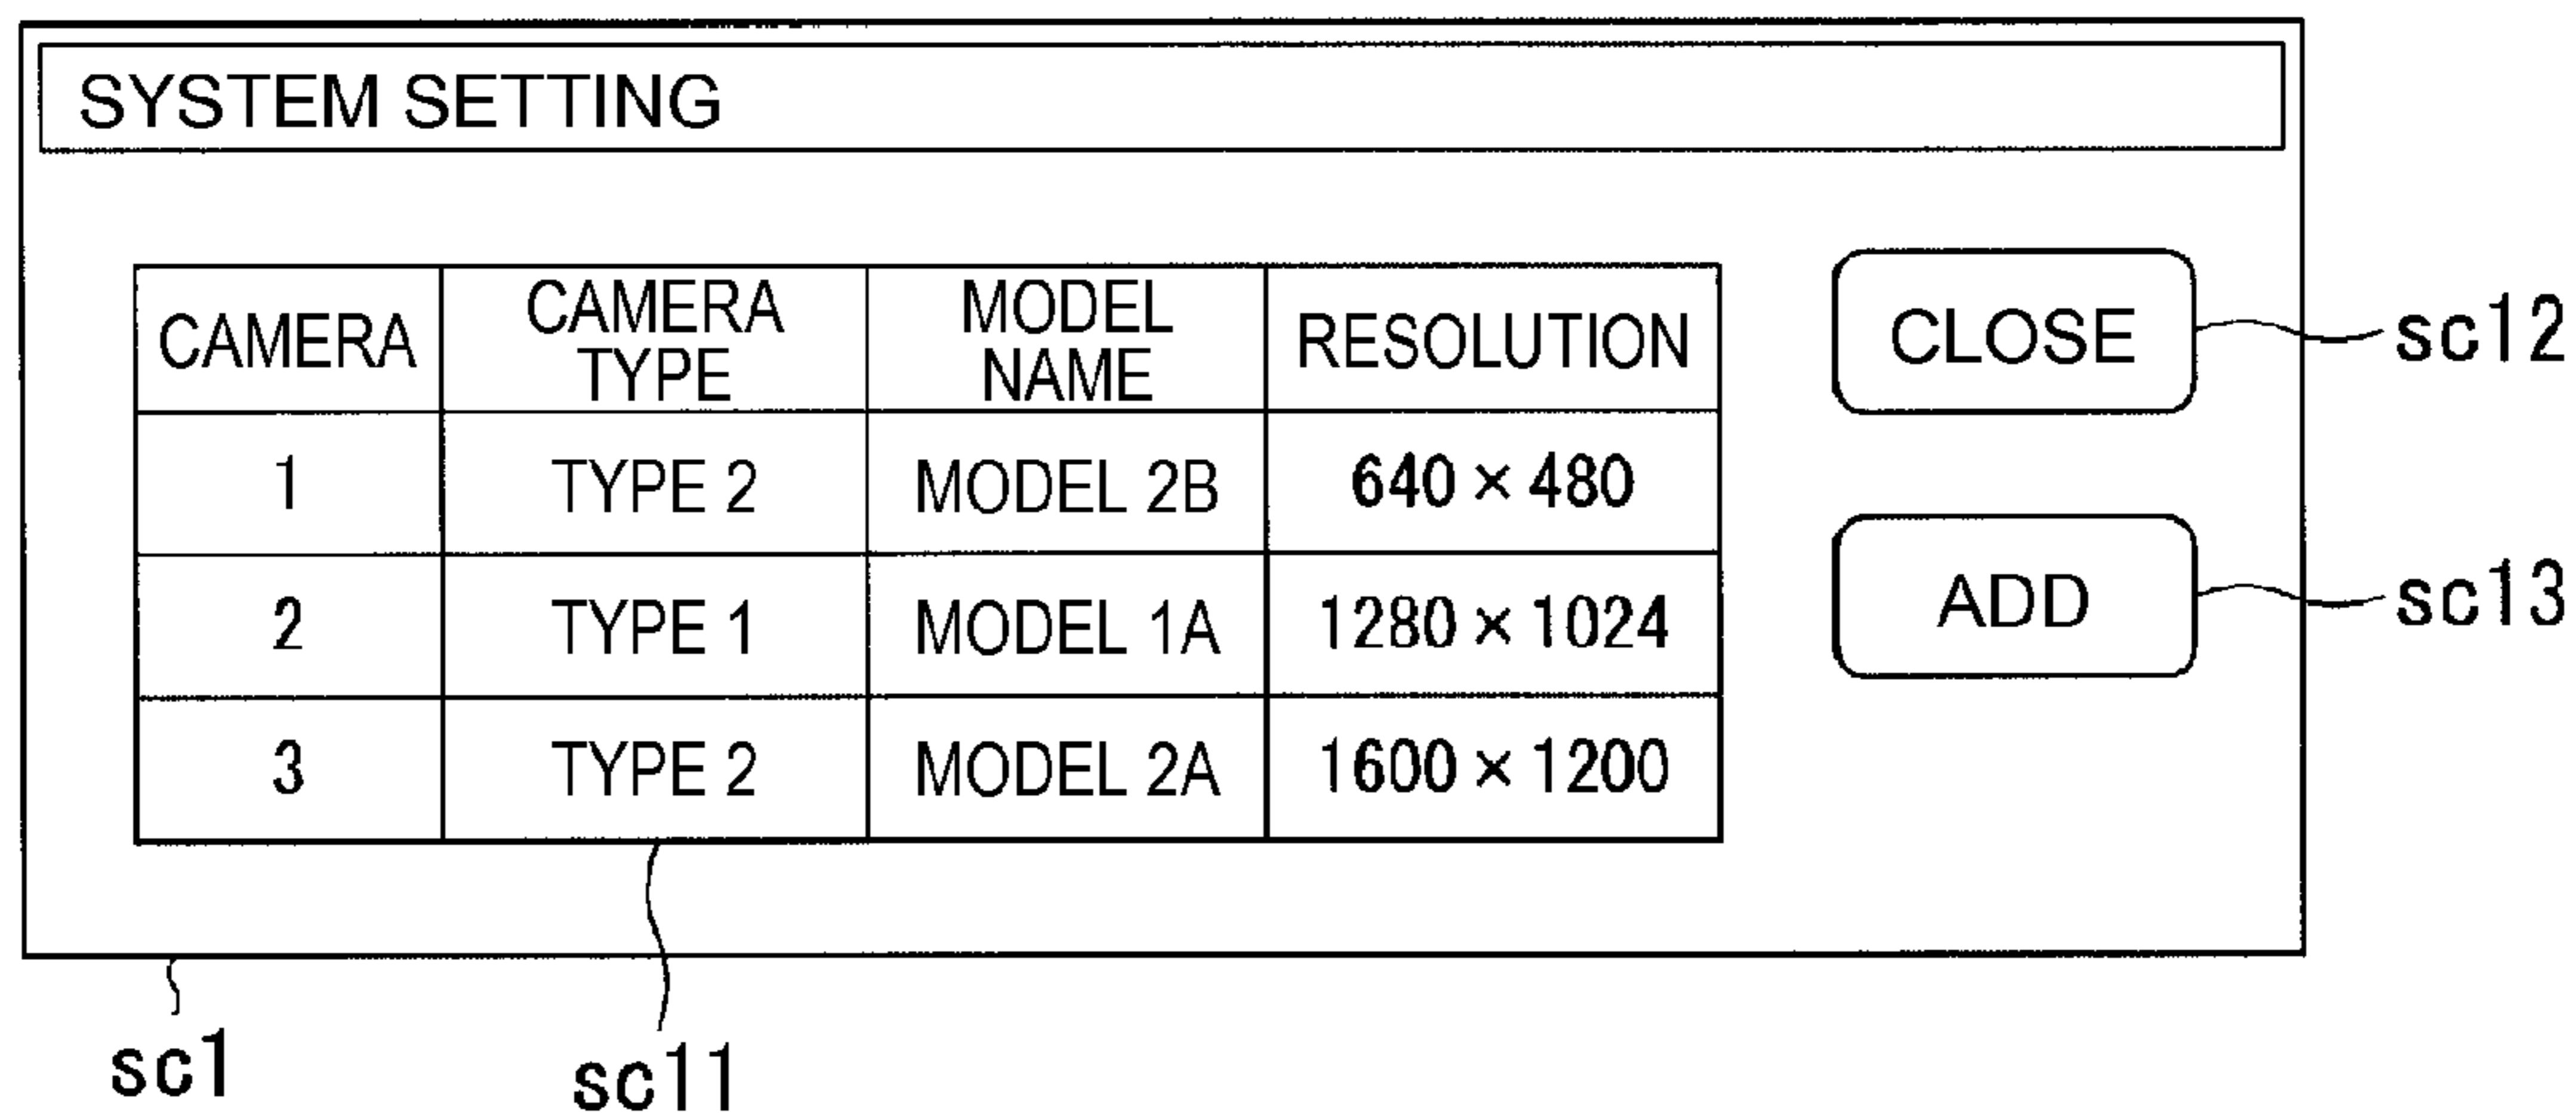 SYSTEM SETTING
CAMERA CAMERA TYPE MODEL NAME RESOLUTION
1 TYPE 2 MODEL 2B 640 × 480
2 TYPE 1 MODEL 1A 1280 × 1024
3 TYPE 2 MODEL 2A 1600 × 1200
CLOSE sc12
ADD sc13
sc1 sc11